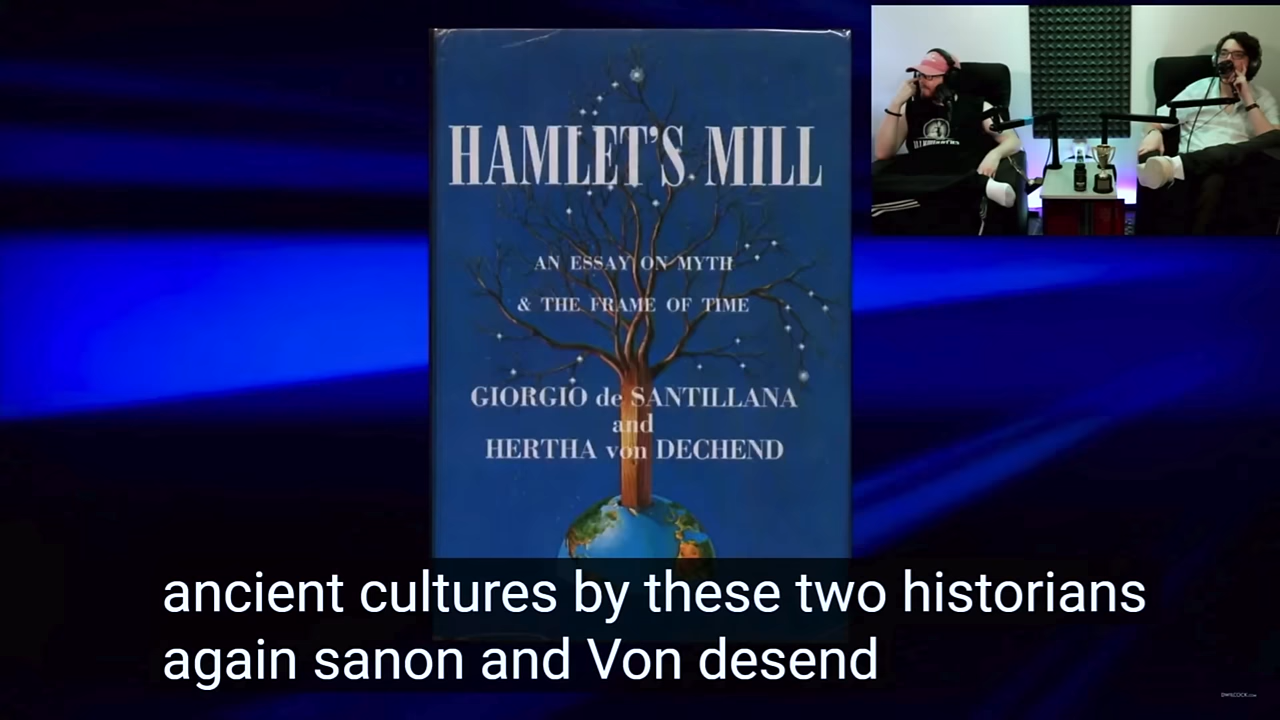 HAMLET'S MILL
AN ESSAY ON MYTH
& THE FRAME OF TIME
GIORGIO de SANTILLANA
and
HERTHA von DECHEND
ancient cultures by these two historians
again sanon and Von desend